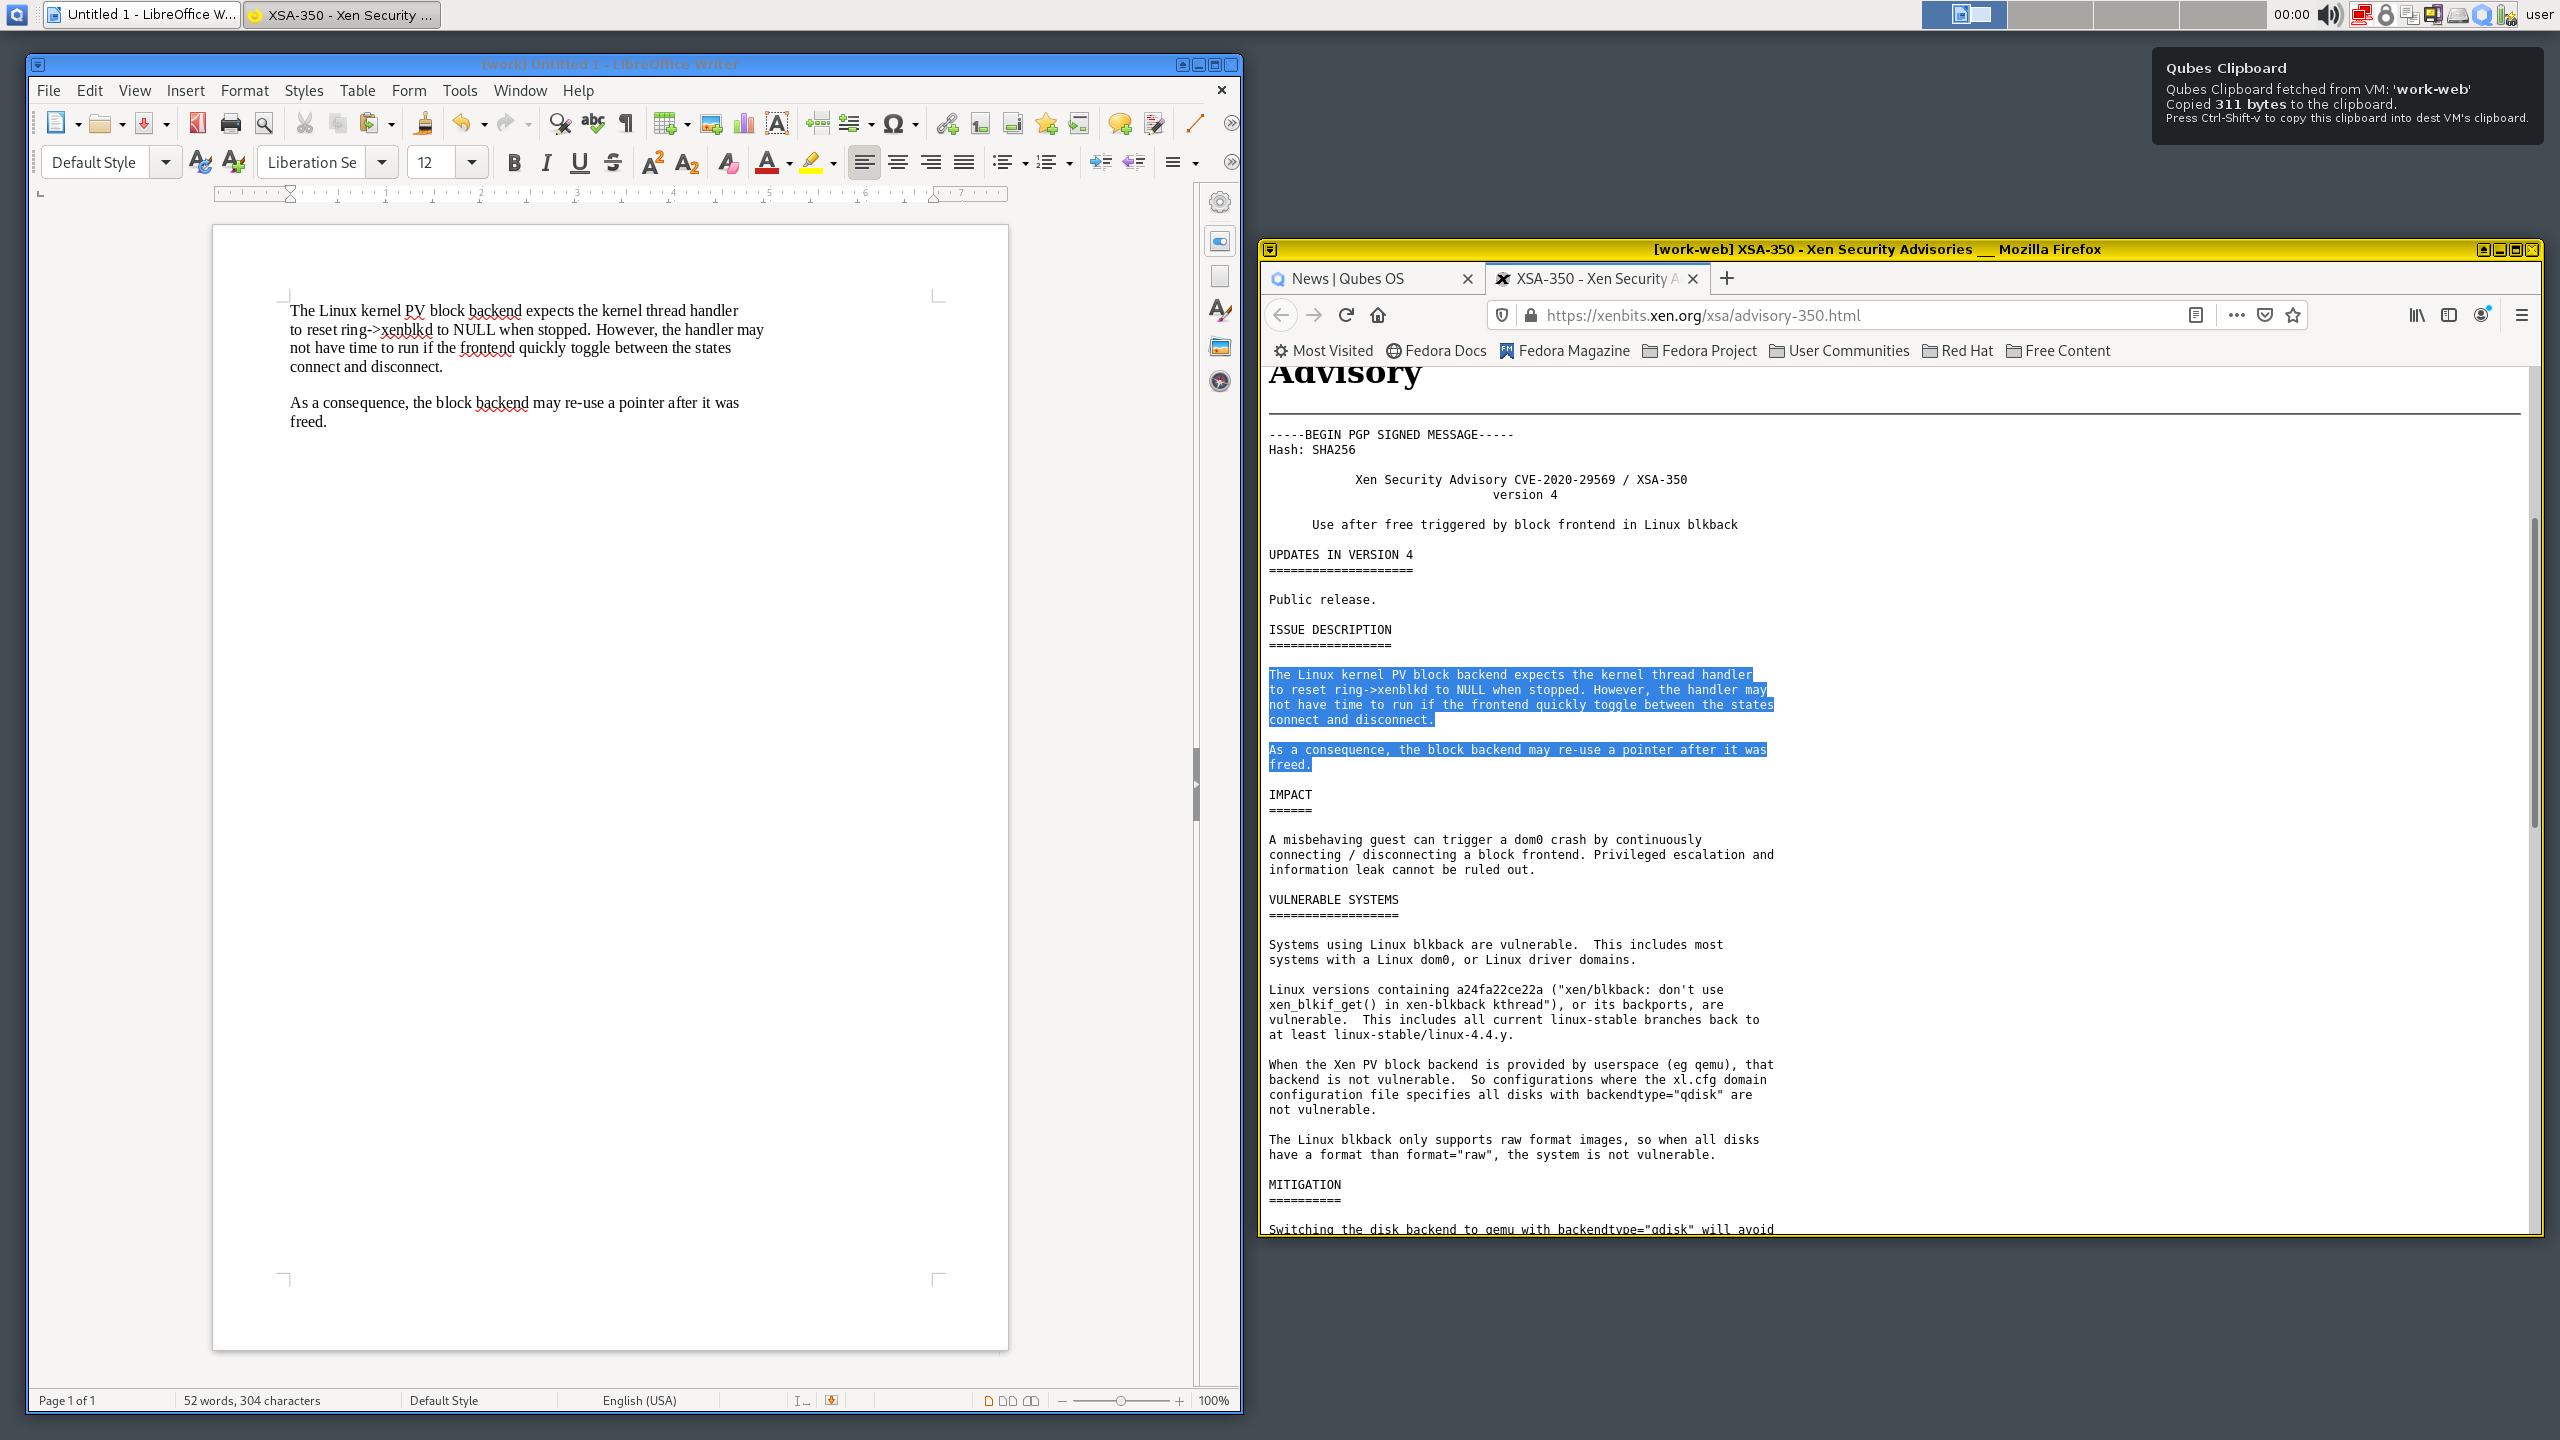 Untitled 1 - LibreOffice W...
XSA-350 - Xen Security ...
00:00
user
Qubes Clipboard
Qubes Clipboard fetched from VM: 'work-web'
Copied 311 bytes to the clipboard.
Press Ctrl-Shift-v to copy this clipboard into dest VM's clipboard.
[work] Untitled 1 - LibreOffice Writer
File Edit View Insert Format Styles Table Form Tools Window Help
Default Style
Liberation Se
12
1 2 3 4 5 6 7
The Linux kernel PV block backend expects the kernel thread handler
to reset ring->xenblkd to NULL when stopped. However, the handler may
not have time to run if the frontend quickly toggle between the states
connect and disconnect.
As a consequence, the block backend may re-use a pointer after it was
freed.
Page 1 of 1
52 words, 304 characters
Default Style
English (USA)
100%
[work-web] XSA-350 - Xen Security Advisories __ Mozilla Firefox
News | Qubes OS
XSA-350 - Xen Security A
https://xenbits.xen.org/xsa/advisory-350.html
Most Visited Fedora Docs Fedora Magazine Fedora Project User Communities Red Hat Free Content
Advisory
-----BEGIN PGP SIGNED MESSAGE-----
Hash: SHA256
Xen Security Advisory CVE-2020-29569 / XSA-350
version 4
Use after free triggered by block frontend in Linux blkback
UPDATES IN VERSION 4
====================
Public release.
ISSUE DESCRIPTION
=================
The Linux kernel PV block backend expects the kernel thread handler
to reset ring->xenblkd to NULL when stopped. However, the handler may
not have time to run if the frontend quickly toggle between the states
connect and disconnect.
As a consequence, the block backend may re-use a pointer after it was
freed.
IMPACT
======
A misbehaving guest can trigger a dom0 crash by continuously
connecting / disconnecting a block frontend. Privileged escalation and
information leak cannot be ruled out.
VULNERABLE SYSTEMS
==================
Systems using Linux blkback are vulnerable.  This includes most
systems with a Linux dom0, or Linux driver domains.
Linux versions containing a24fa22ce22a ("xen/blkback: don't use
xen_blkif_get() in xen-blkback kthread"), or its backports, are
vulnerable.  This includes all current linux-stable branches back to
at least linux-stable/linux-4.4.y.
When the Xen PV block backend is provided by userspace (eg qemu), that
backend is not vulnerable.  So configurations where the xl.cfg domain
configuration file specifies all disks with backendtype="qdisk" are
not vulnerable.
The Linux blkback only supports raw format images, so when all disks
have a format than format="raw", the system is not vulnerable.
MITIGATION
==========
Switching the disk backend to qemu with backendtype="qdisk" will avoid